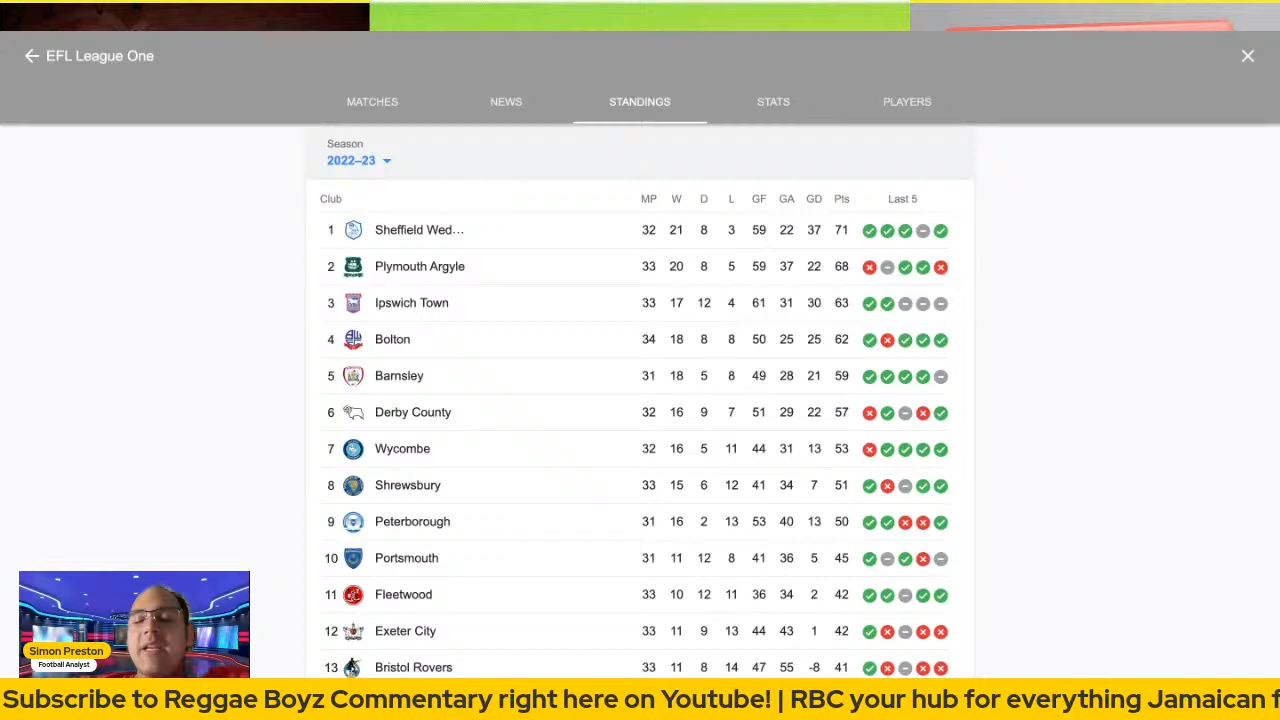 EFL League One
MATCHES NEWS STANDINGS STATS PLAYERS
Season
2022–23
Club MP W D L GF GA GD Pts Last 5
1 Sheffield Wed... 32 21 8 3 59 22 37 71
2 Plymouth Argyle 33 20 8 5 59 37 22 68
3 Ipswich Town 33 17 12 4 61 31 30 63
4 Bolton 34 18 8 8 50 25 25 62
5 Barnsley 31 18 5 8 49 28 21 59
6 Derby County 32 16 9 7 51 29 22 57
7 Wycombe 32 16 5 11 44 31 13 53
8 Shrewsbury 33 15 6 12 41 34 7 51
9 Peterborough 31 16 2 13 53 40 13 50
10 Portsmouth 31 11 12 8 41 36 5 45
11 Fleetwood 33 10 12 11 36 34 2 42
12 Exeter City 33 11 9 13 44 43 1 42
13 Bristol Rovers 33 11 8 14 47 55 -8 41
Simon Preston
Football Analyst
Subscribe to Reggae Boyz Commentary right here on Youtube! | RBC your hub for everything Jamaican f